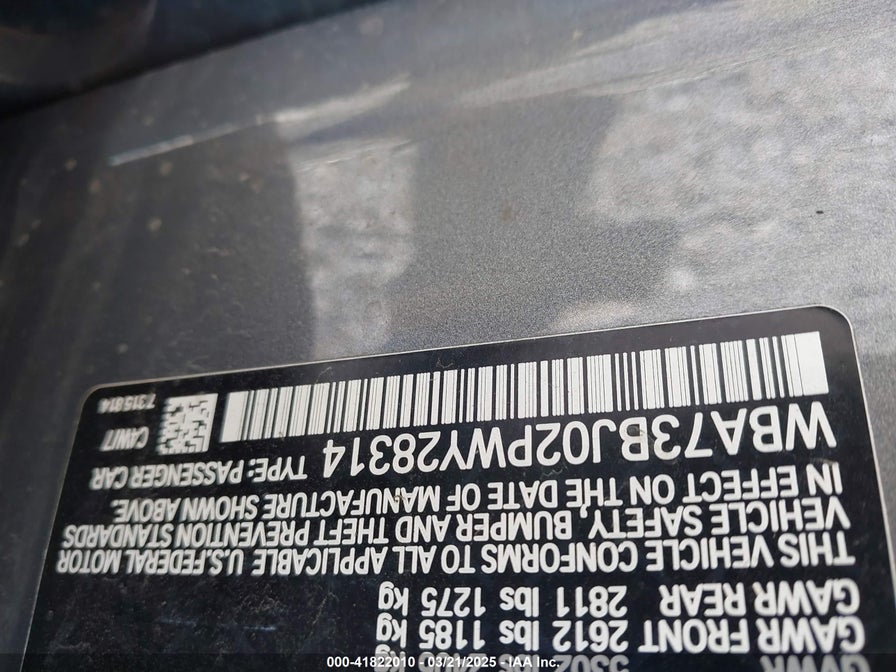 GAWR FRONT 2612 lbs 1185 kg
GAWR REAR 2811 lbs 1275 kg
THIS VEHICLE CONFORMS TO ALL APPLICABLE U.S.FEDERAL MOTOR
VEHICLE SAFETY, BUMPER AND THEFT PREVENTION STANDARDS
IN EFFECT ON THE DATE OF MANUFACTURE SHOWN ABOVE.
WBA73BJ02PWY28314 TYPE: PASSENGER CAR
CAW/T
7315814
000-41822010 - 03/21/2025 - IAA Inc.